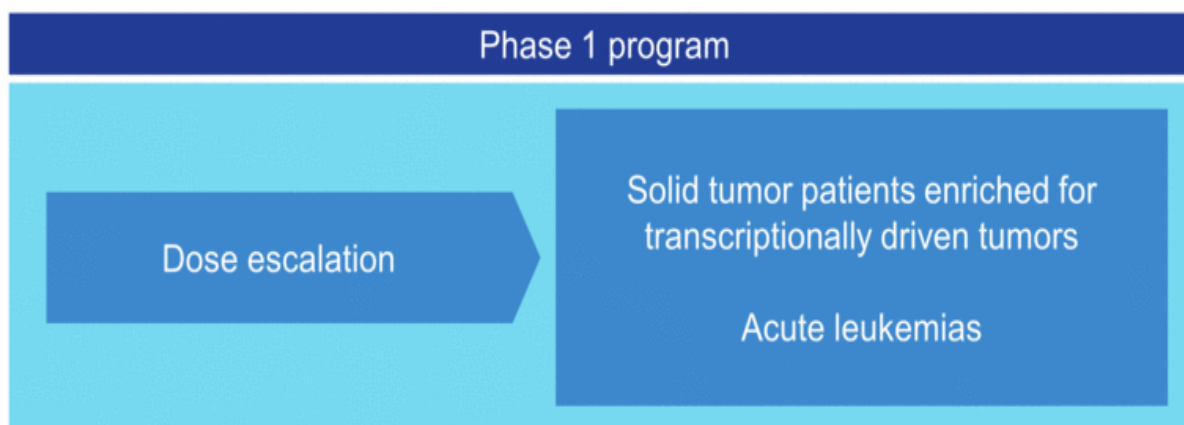 Phase 1 program
Dose escalation
Solid tumor patients enriched for
transcriptionally driven tumors
Acute leukemias